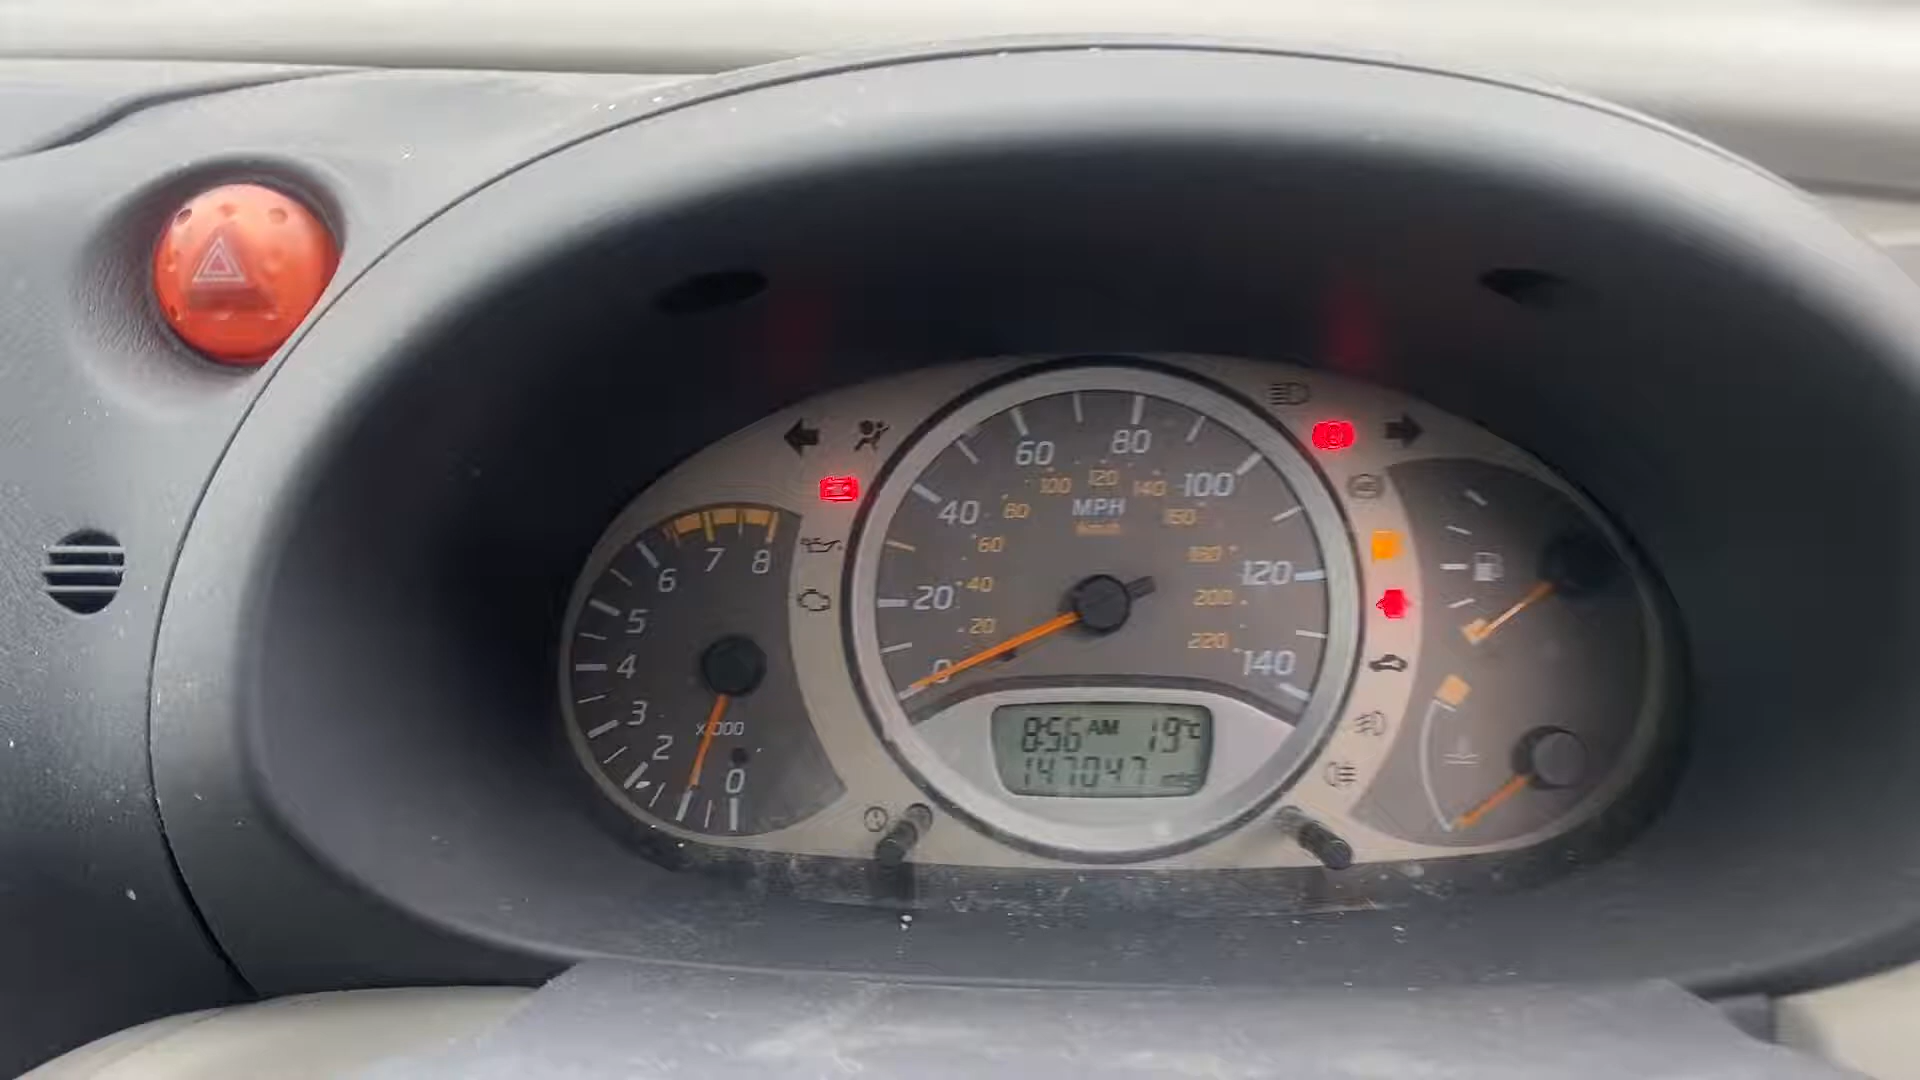 60 80
100 120 140
40 80 MPH 160 100
km/h
60 180
20 40 200 120
20 220
0 140
7 8
6
5
4
3
2
x1000
0
8:56 AM 19°C
147047 mls